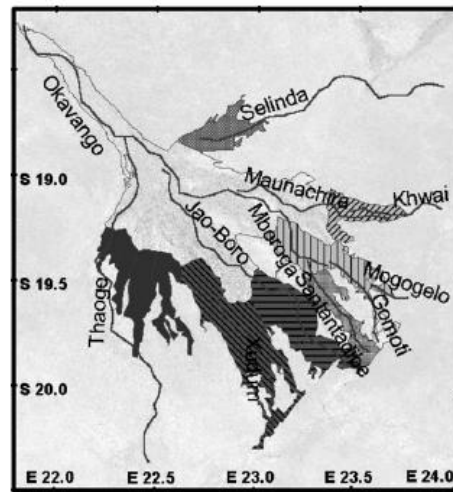 Okavango
Selinda
S 19.0
Maunachira
Khwai
Jao-Boro
Mboroga
Mogogelo
S 19.5
Santantadibe
Gomoti
Thaoge
Xudum
S 20.0
E 22.0 E 22.5 E 23.0 E 23.5 E 24.0